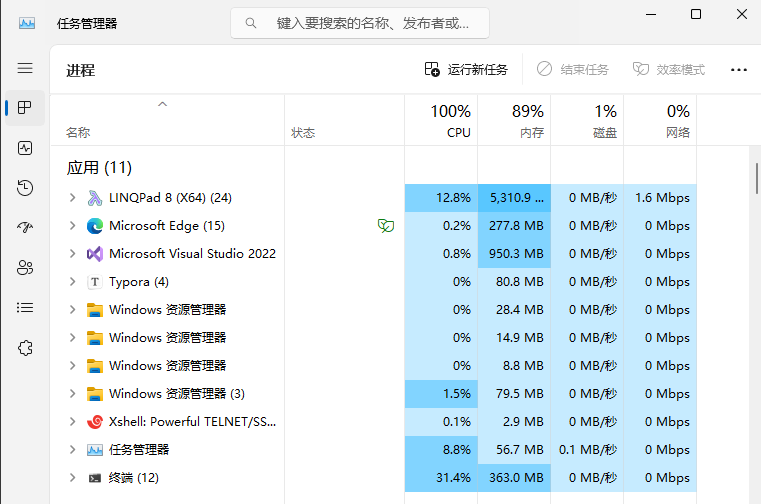 任务管理器
键入要搜索的名称、发布者或...
进程
运行新任务 结束任务 效率模式
100% 89% 1% 0%
名称 状态 CPU 内存 磁盘 网络
应用 (11)
LINQPad 8 (X64) (24) 12.8% 5,310.9 ... 0 MB/秒 1.6 Mbps
Microsoft Edge (15) 0.2% 277.8 MB 0 MB/秒 0 Mbps
Microsoft Visual Studio 2022 0.8% 950.3 MB 0 MB/秒 0 Mbps
Typora (4) 0% 80.8 MB 0 MB/秒 0 Mbps
Windows 资源管理器 0% 28.4 MB 0 MB/秒 0 Mbps
Windows 资源管理器 0% 14.9 MB 0 MB/秒 0 Mbps
Windows 资源管理器 0% 8.8 MB 0 MB/秒 0 Mbps
Windows 资源管理器 (3) 1.5% 79.5 MB 0 MB/秒 0 Mbps
Xshell: Powerful TELNET/SS... 0.1% 2.9 MB 0 MB/秒 0 Mbps
任务管理器 8.8% 56.7 MB 0.1 MB/秒 0 Mbps
终端 (12) 31.4% 363.0 MB 0 MB/秒 0 Mbps